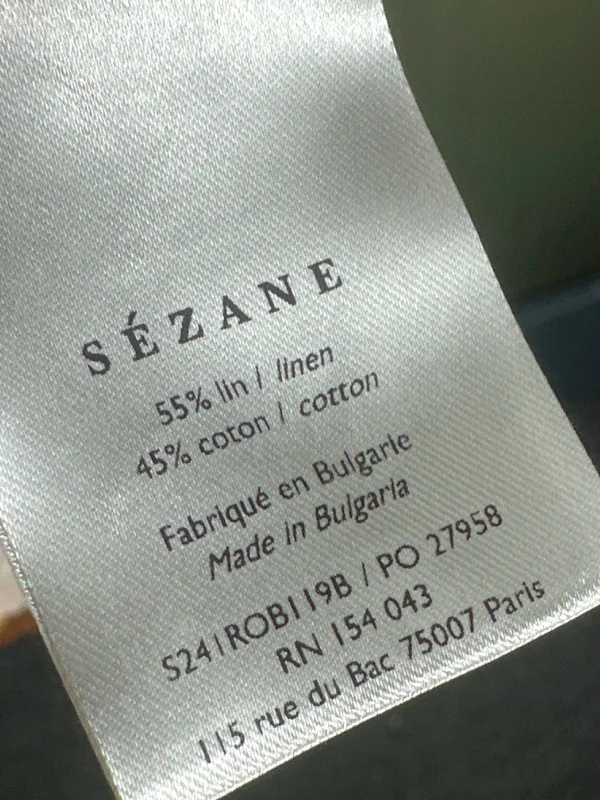 SÉZANE
55% lin / linen
45% coton / cotton
Fabriqué en Bulgarie
Made in Bulgaria
S241ROB119B / PO 27958
RN 154 043
115 rue du Bac 75007 Paris